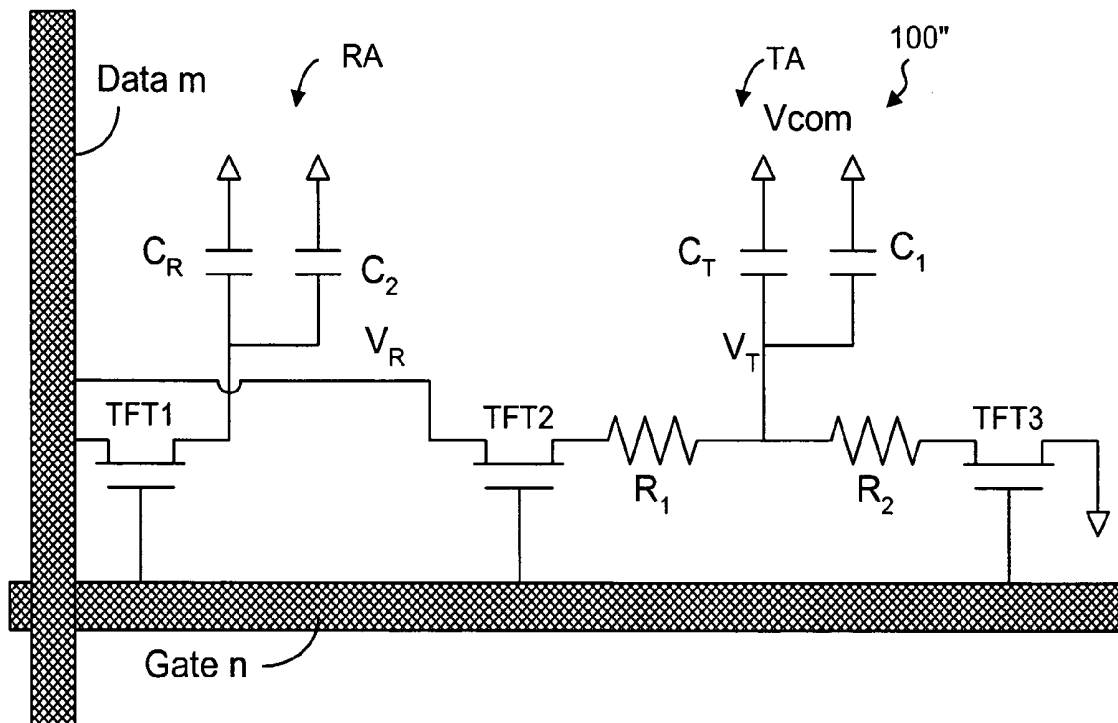 RA
TA
100"
Data m
Vcom
C_R
C_2
C_T
C_1
V_R
V_T
TFT1
TFT2
TFT3
R_1
R_2
Gate n